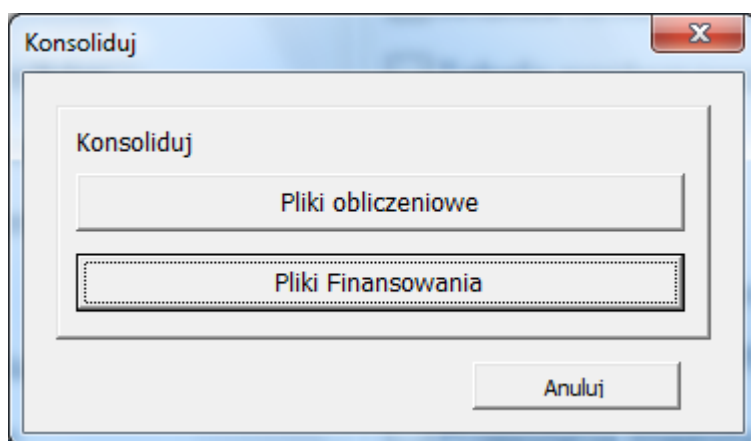 Konsoliduj
Konsoliduj
Pliki obliczeniowe
Pliki Finansowania
Anuluj